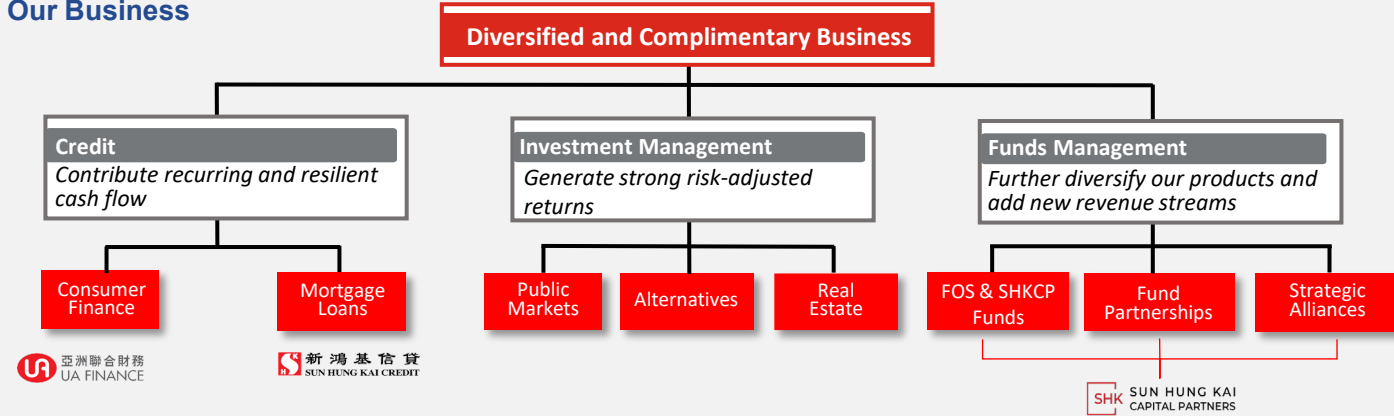 Our Business
Diversified and Complimentary Business
Credit
Contribute recurring and resilient
cash flow
Investment Management
Generate strong risk-adjusted
returns
Funds Management
Further diversify our products and
add new revenue streams
Consumer
Finance
Mortgage
Loans
Public
Markets
Alternatives
Real
Estate
FOS & SHKCP
Funds
Fund
Partnerships
Strategic
Alliances
UA 亞洲聯合財務
UA FINANCE
新鴻基信貸
SUN HUNG KAI CREDIT
SHK SUN HUNG KAI
CAPITAL PARTNERS